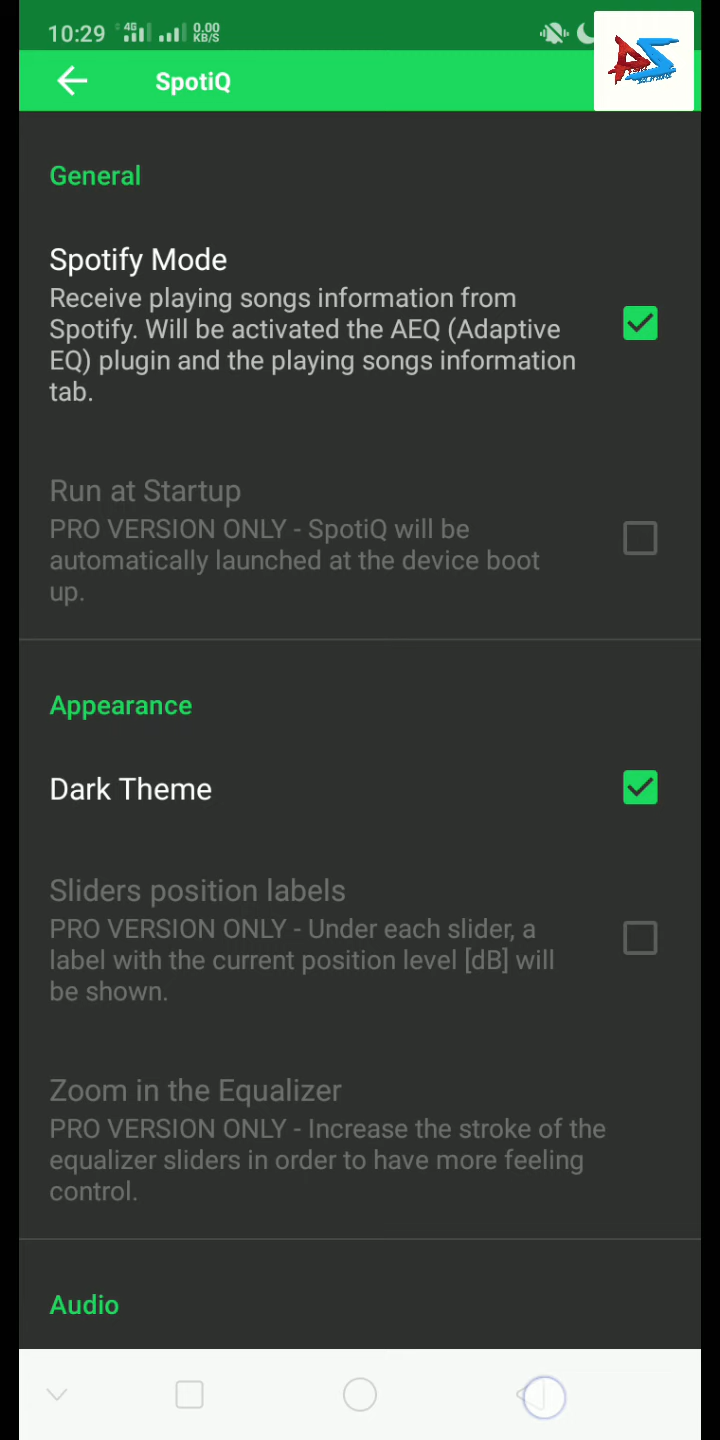 10:29 4G 0.00
KB/S
SpotiQ
General
Spotify Mode
Receive playing songs information from
Spotify. Will be activated the AEQ (Adaptive
EQ) plugin and the playing songs information
tab.
Run at Startup
PRO VERSION ONLY - SpotiQ will be
automatically launched at the device boot
up.
Appearance
Dark Theme
Sliders position labels
PRO VERSION ONLY - Under each slider, a
label with the current position level [dB] will
be shown.
Zoom in the Equalizer
PRO VERSION ONLY - Increase the stroke of the
equalizer sliders in order to have more feeling
control.
Audio